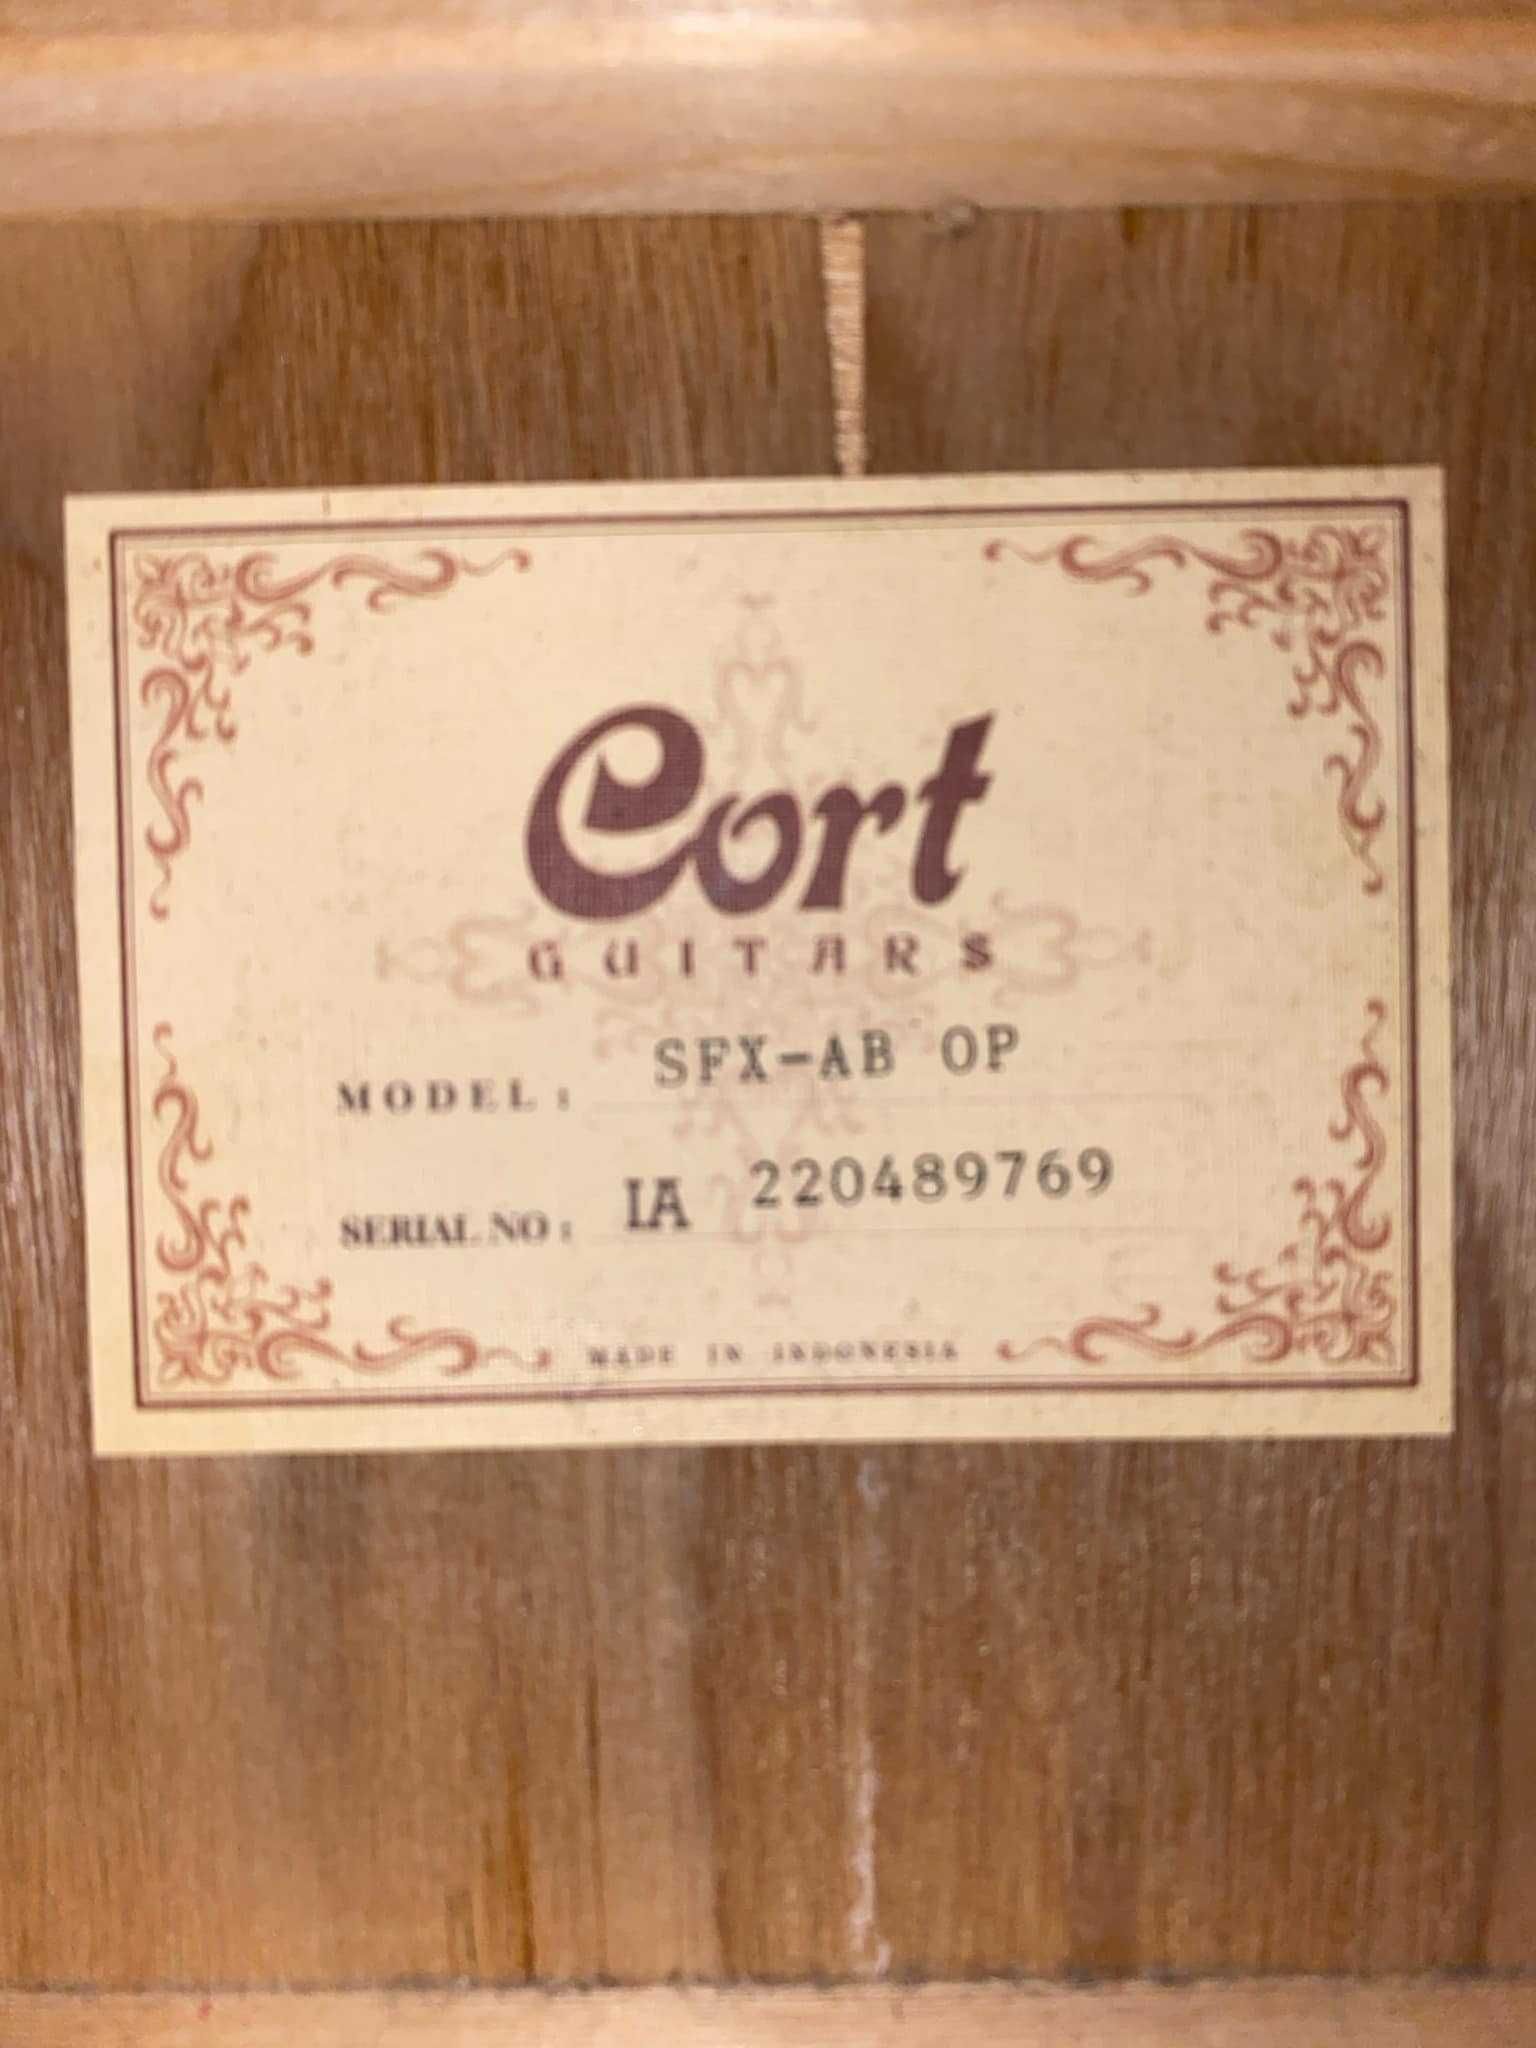 Cort
GUITARS
MODEL : SFX-AB OP
SERIAL NO : IA 220489769
MADE IN INDONESIA